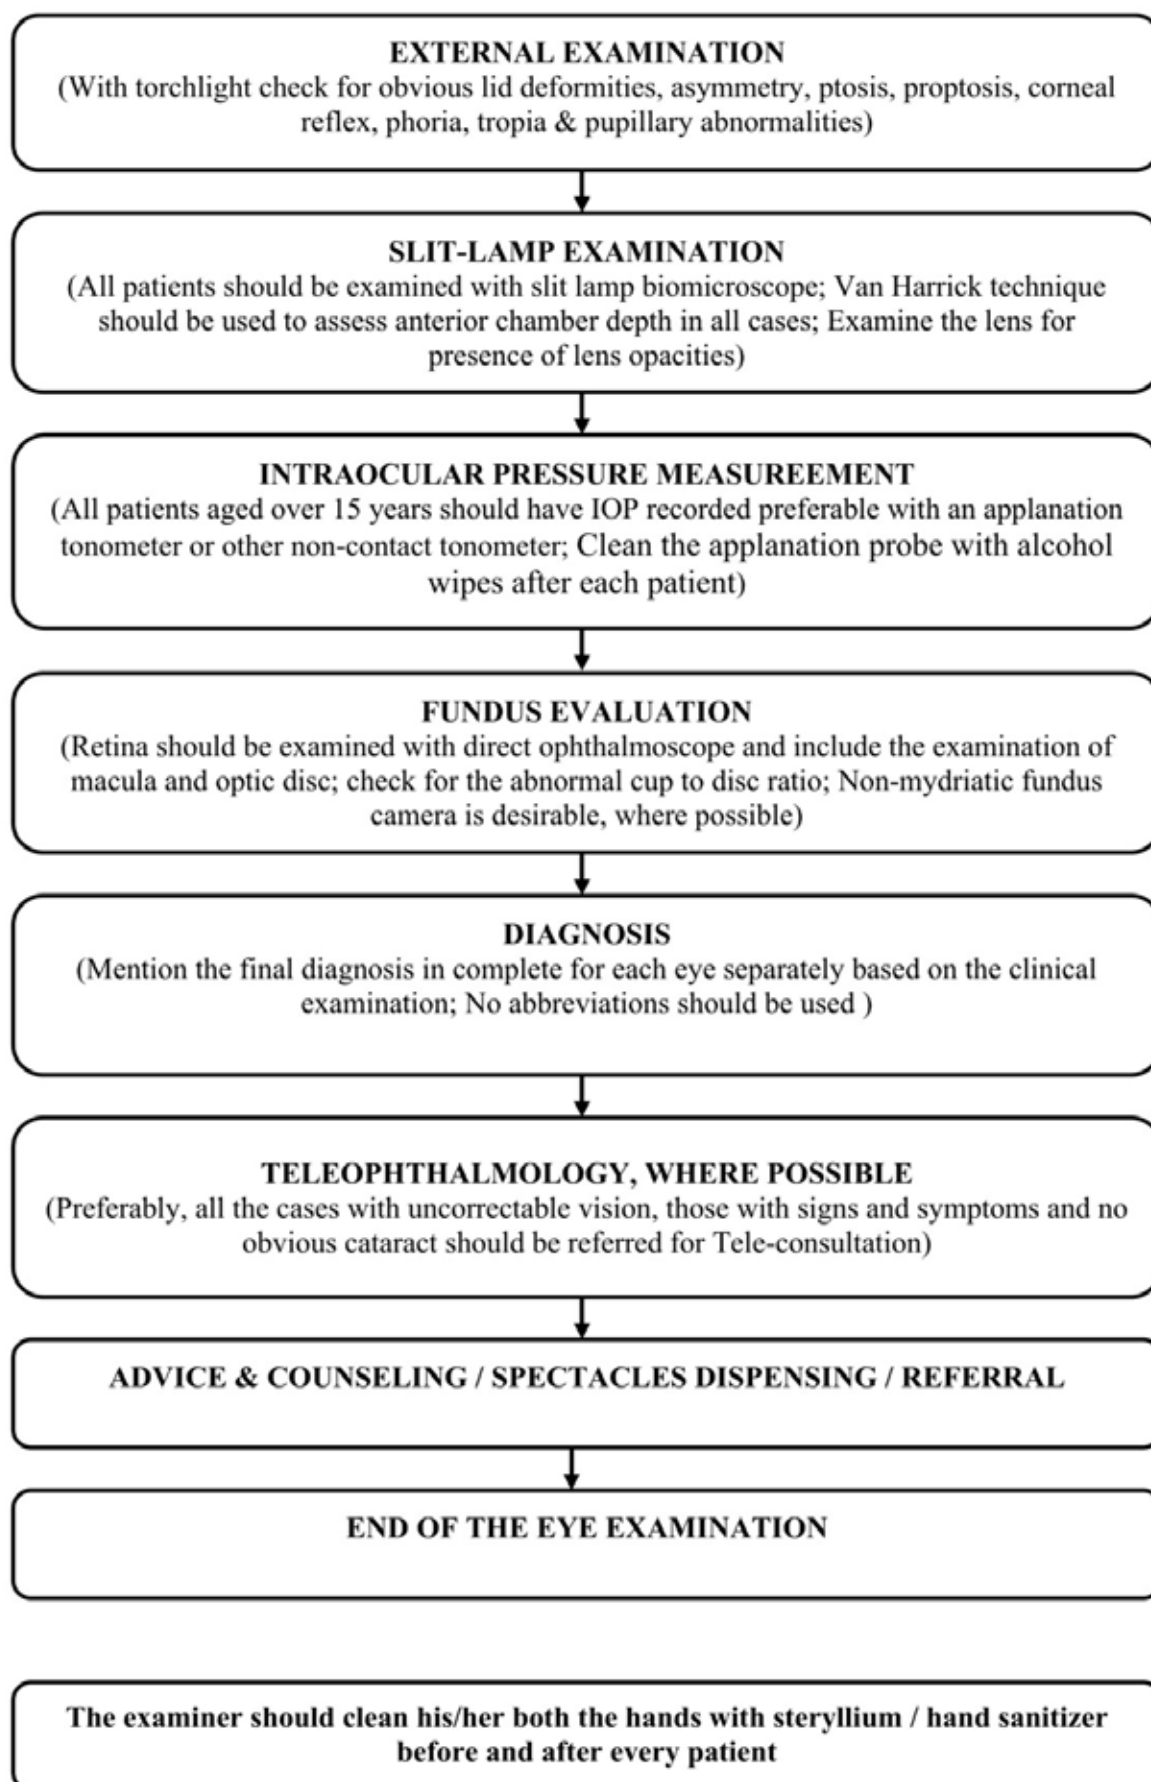 EXTERNAL EXAMINATION
(With torchlight check for obvious lid deformities, asymmetry, ptosis, proptosis, corneal
reflex, phoria, tropia & pupillary abnormalities)
SLIT-LAMP EXAMINATION
(All patients should be examined with slit lamp biomicroscope; Van Harrick technique
should be used to assess anterior chamber depth in all cases; Examine the lens for
presence of lens opacities)
INTRAOCULAR PRESSURE MEASUREEMENT
(All patients aged over 15 years should have IOP recorded preferable with an applanation
tonometer or other non-contact tonometer; Clean the applanation probe with alcohol
wipes after each patient)
FUNDUS EVALUATION
(Retina should be examined with direct ophthalmoscope and include the examination of
macula and optic disc; check for the abnormal cup to disc ratio; Non-mydriatic fundus
camera is desirable, where possible)
DIAGNOSIS
(Mention the final diagnosis in complete for each eye separately based on the clinical
examination; No abbreviations should be used )
TELEOPHTHALMOLOGY, WHERE POSSIBLE
(Preferably, all the cases with uncorrectable vision, those with signs and symptoms and no
obvious cataract should be referred for Tele-consultation)
ADVICE & COUNSELING / SPECTACLES DISPENSING / REFERRAL
END OF THE EYE EXAMINATION
The examiner should clean his/her both the hands with steryllium / hand sanitizer
before and after every patient